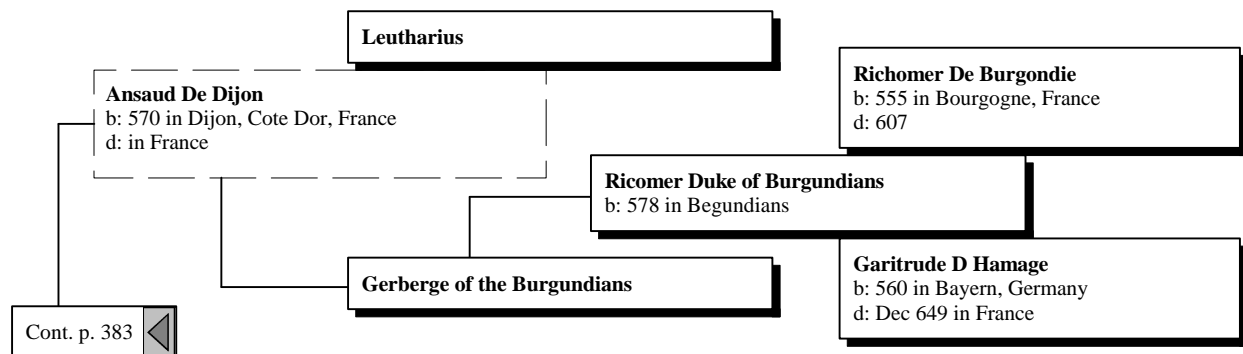 Leutharius
Ansaud De Dijon
b: 570 in Dijon, Cote Dor, France
d: in France
Richomer De Burgondie
b: 555 in Bourgogne, France
d: 607
Ricomer Duke of Burgundians
b: 578 in Begundians
Gerberge of the Burgundians
Garitrude D Hamage
b: 560 in Bayern, Germany
d: Dec 649 in France
Cont. p. 383